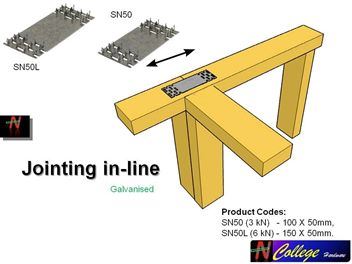 SN50
SN50L
N
Jointing in-line
Galvanised
Product Codes:
SN50 (3 kN) - 100 X 50mm,
SN50L (6 kN) - 150 X 50mm.
N College Hardware